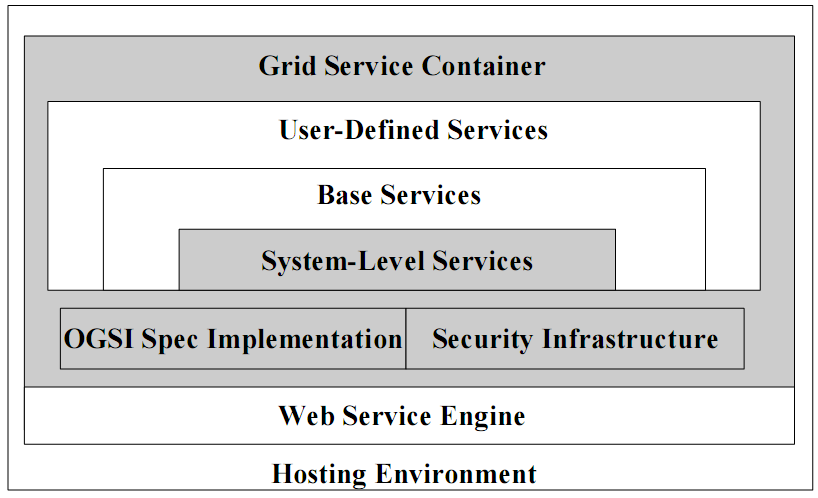 Grid Service Container
User-Defined Services
Base Services
System-Level Services
OGSI Spec Implementation
Security Infrastructure
Web Service Engine
Hosting Environment